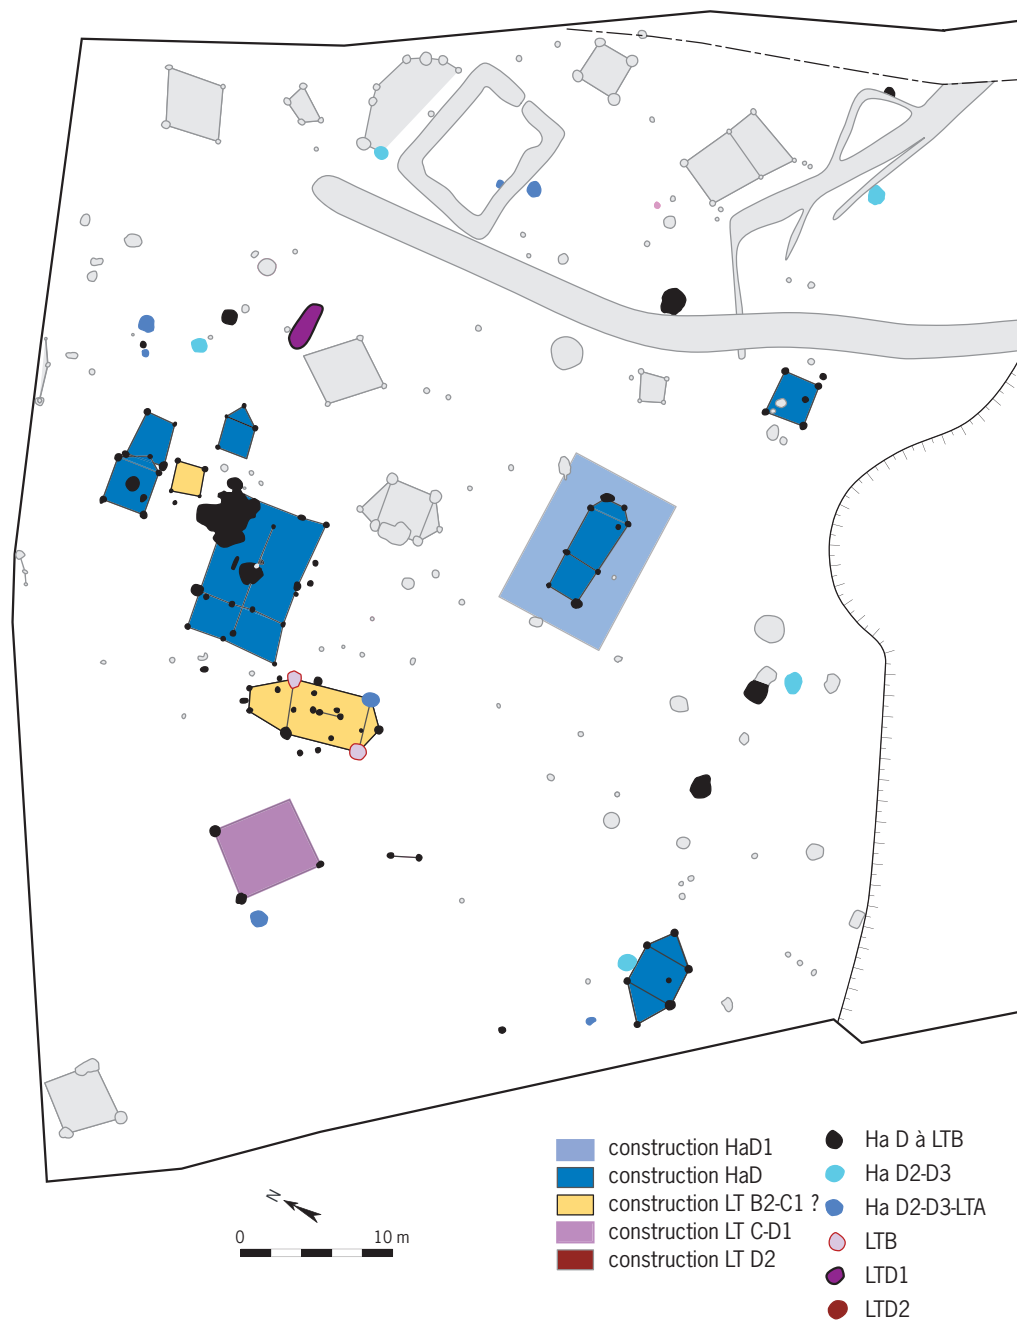 construction HaD1
construction HaD
construction LT B2-C1 ?
construction LT C-D1
construction LT D2
Ha D à LTB
Ha D2-D3
Ha D2-D3-LTA
LTB
LTD1
LTD2
N
0 10 m